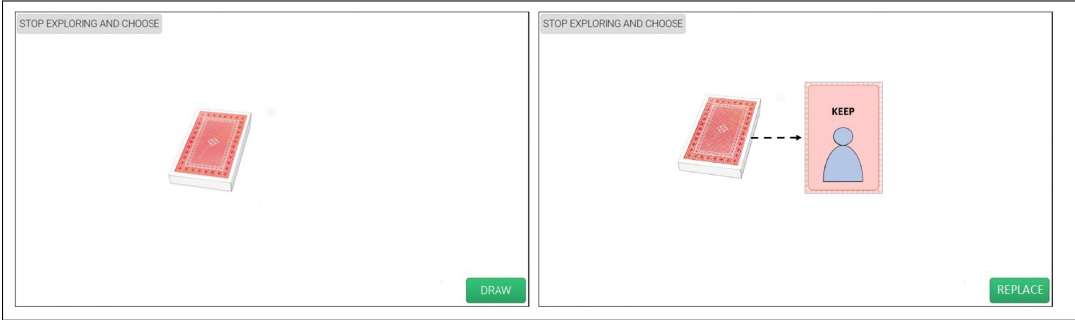 STOP EXPLORING AND CHOOSE
DRAW
STOP EXPLORING AND CHOOSE
KEEP
REPLACE